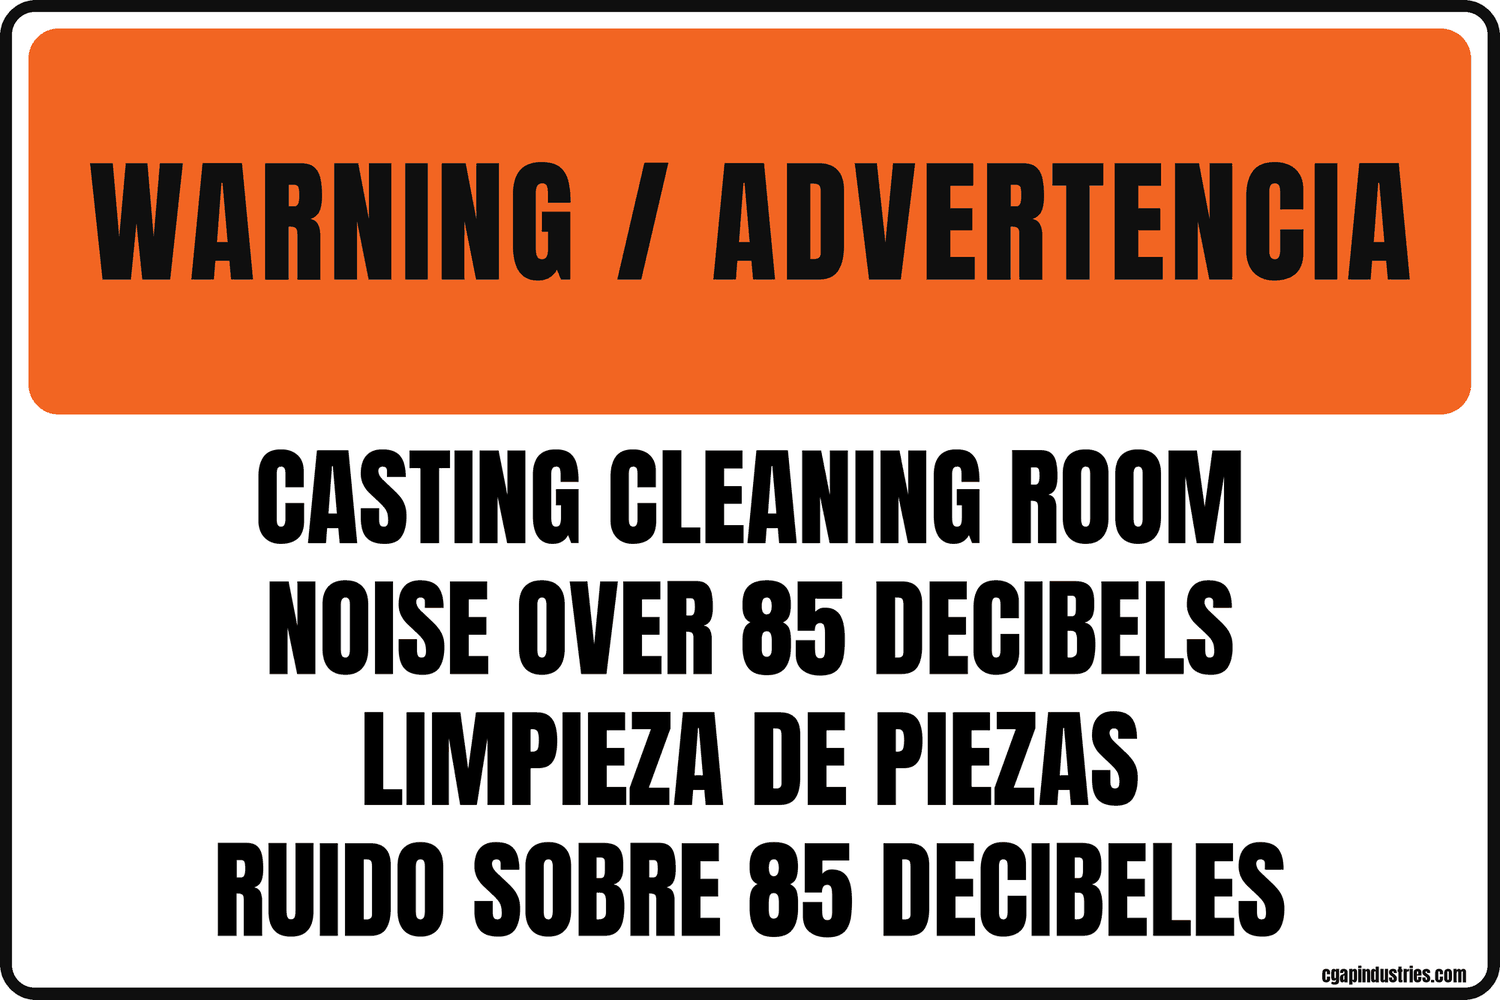 WARNING / ADVERTENCIA
CASTING CLEANING ROOM
NOISE OVER 85 DECIBELS
LIMPIEZA DE PIEZAS
RUIDO SOBRE 85 DECIBELES
cgapindustries.com